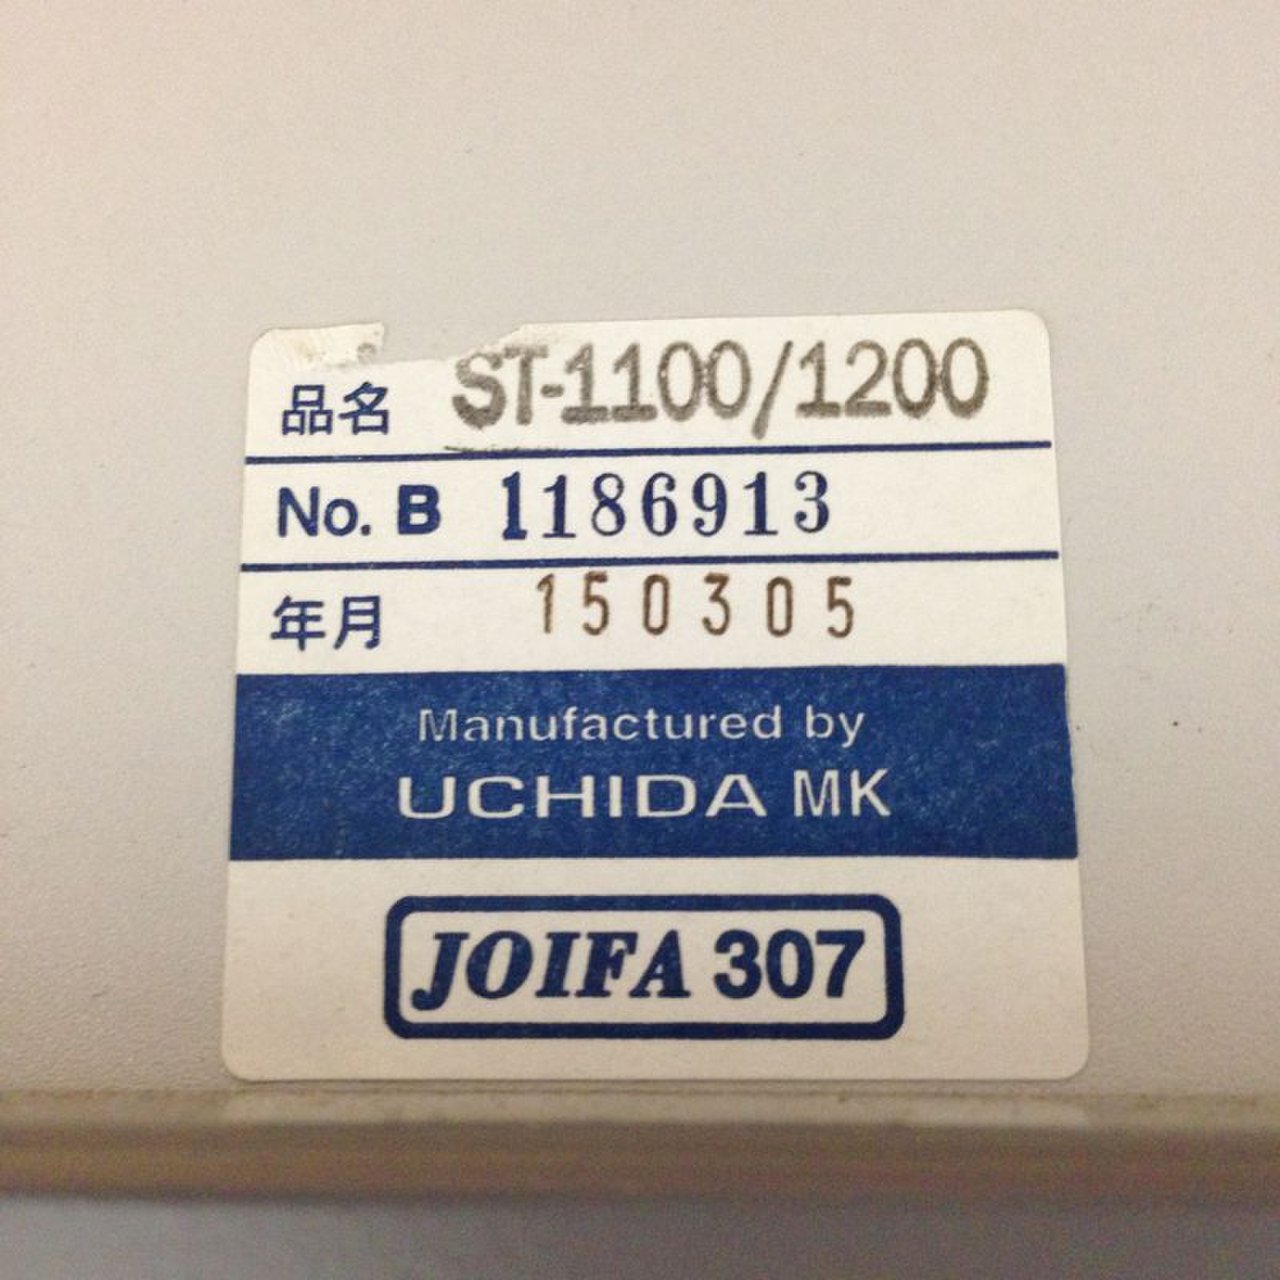 品名 ST-1100/1200
No. B 1186913
年月 150305
Manufactured by
UCHIDA MK
JOIFA 307